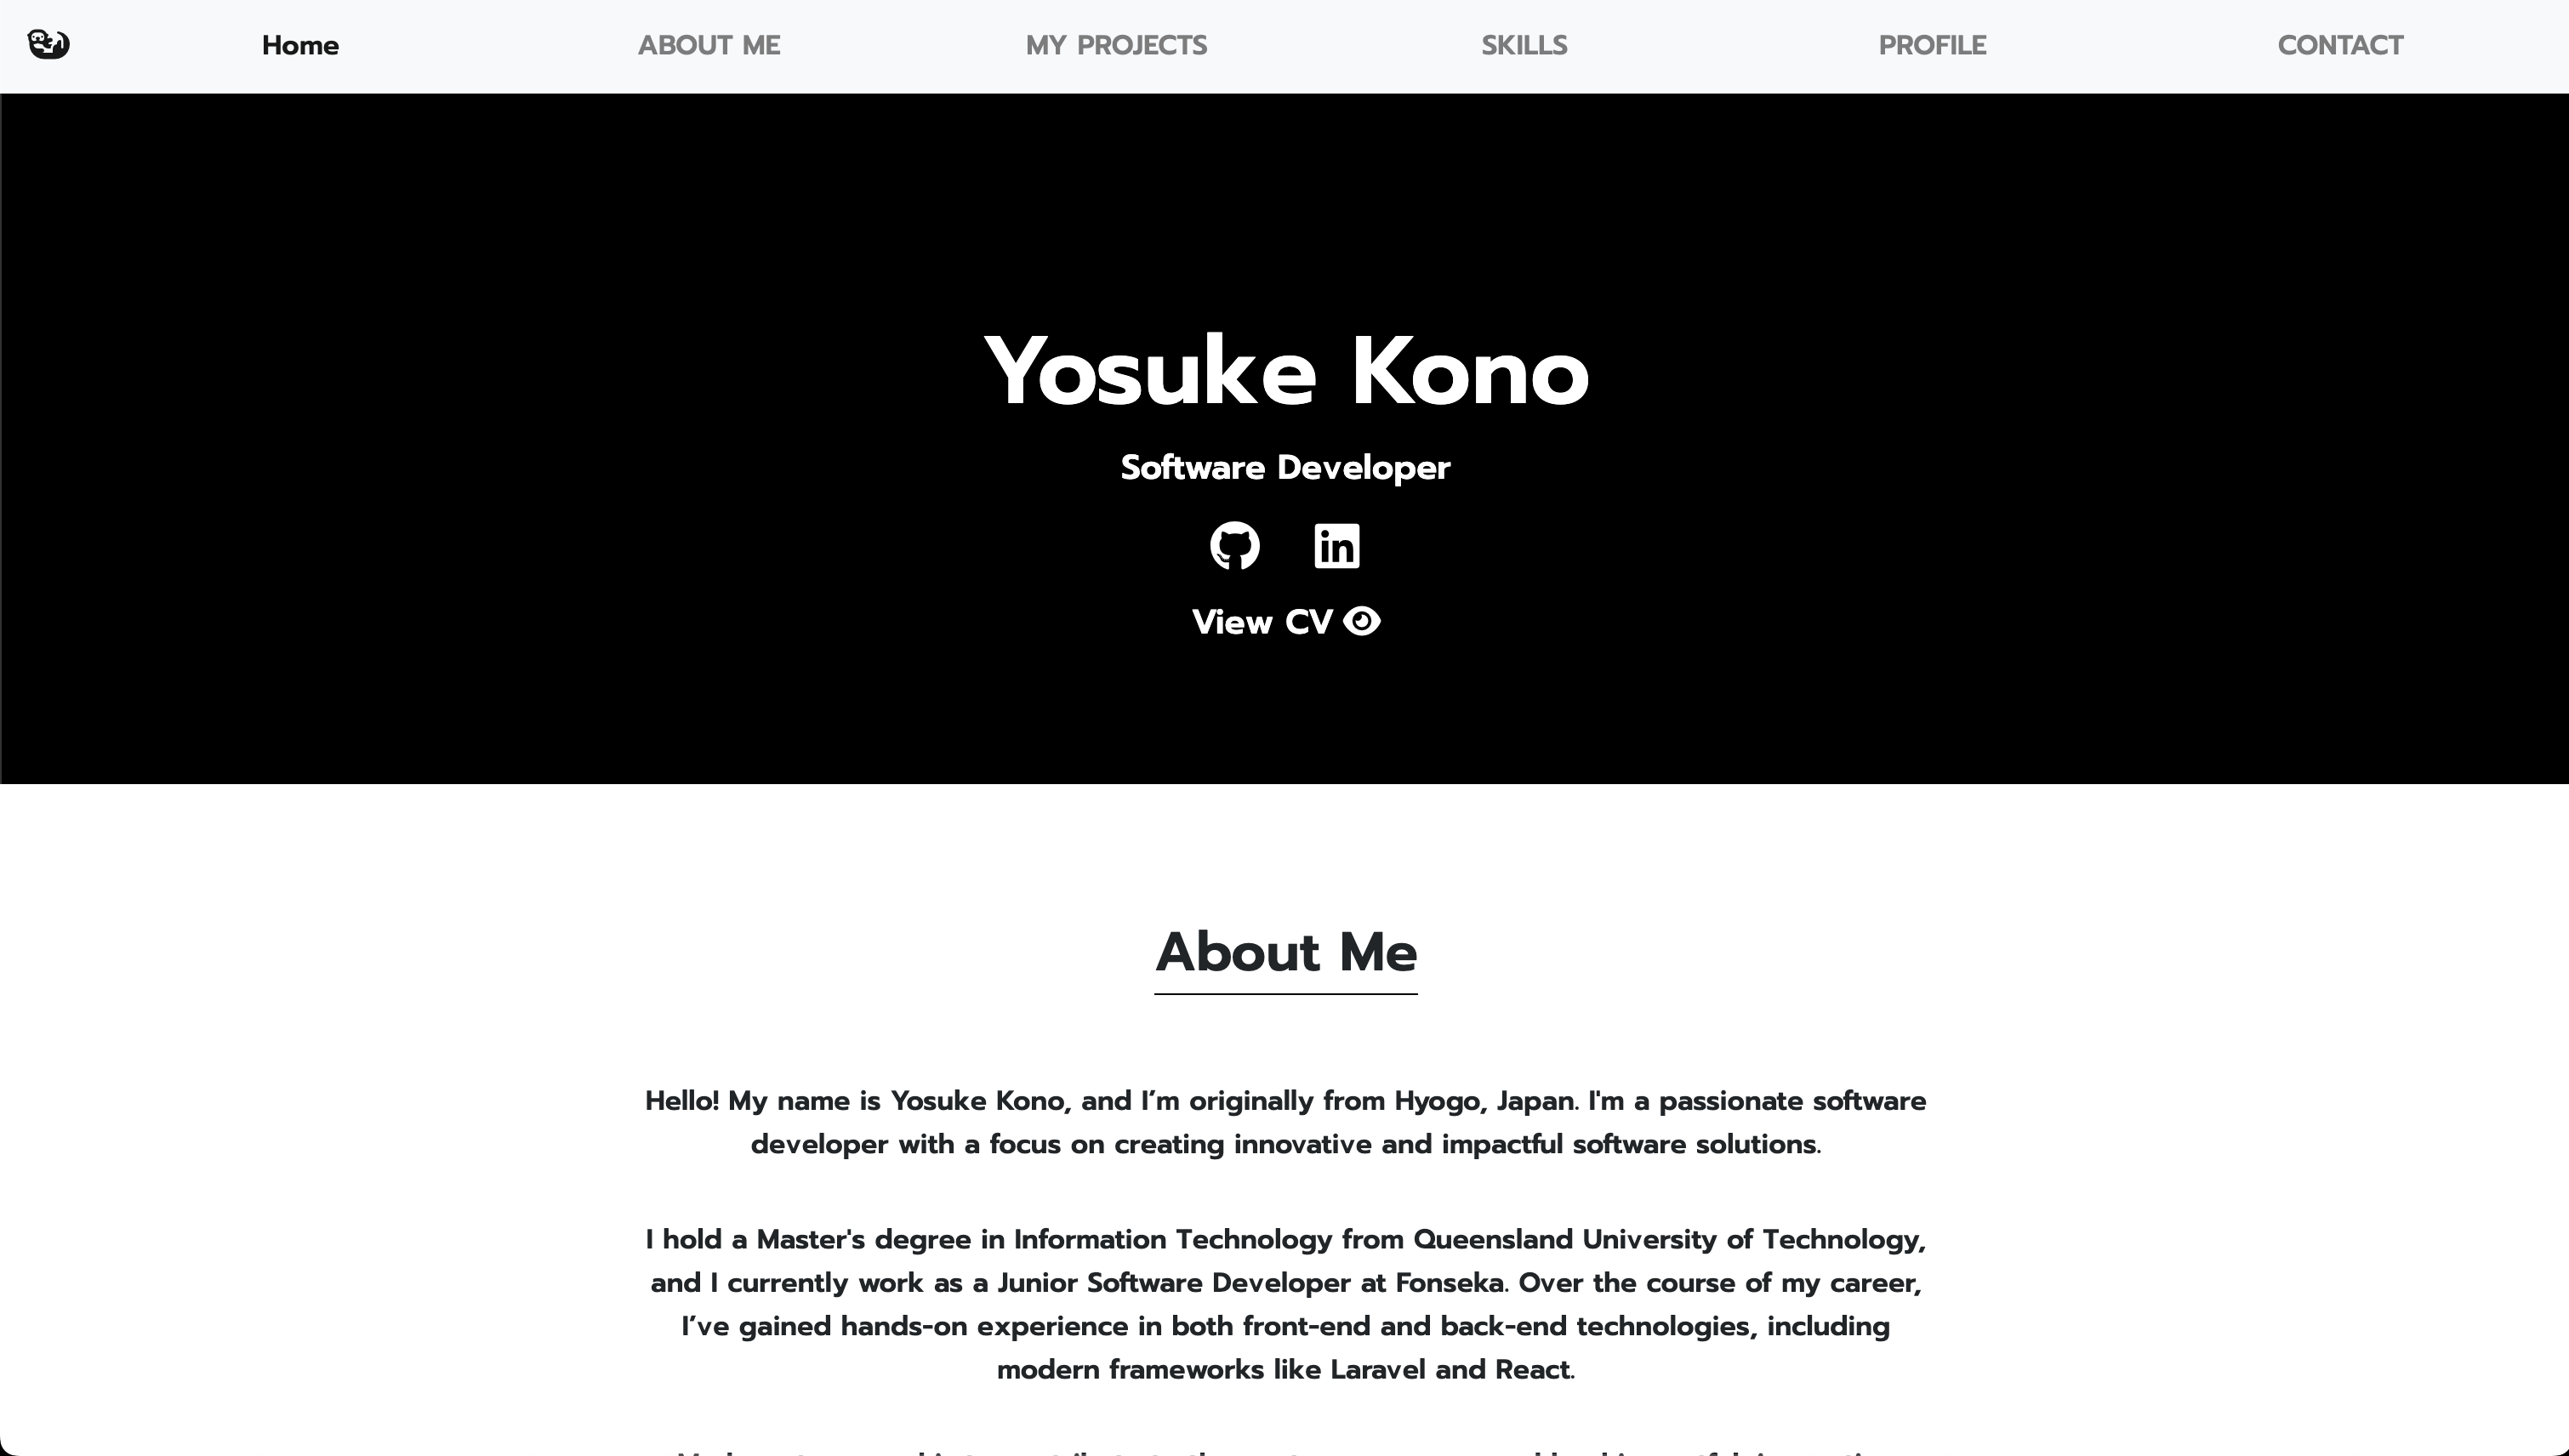 Home
ABOUT ME
MY PROJECTS
SKILLS
PROFILE
CONTACT
Yosuke Kono
Software Developer
in
View CV
About Me
Hello! My name is Yosuke Kono, and I’m originally from Hyogo, Japan. I'm a passionate software
developer with a focus on creating innovative and impactful software solutions.
I hold a Master's degree in Information Technology from Queensland University of Technology,
and I currently work as a Junior Software Developer at Fonseka. Over the course of my career,
I’ve gained hands-on experience in both front-end and back-end technologies, including
modern frameworks like Laravel and React.